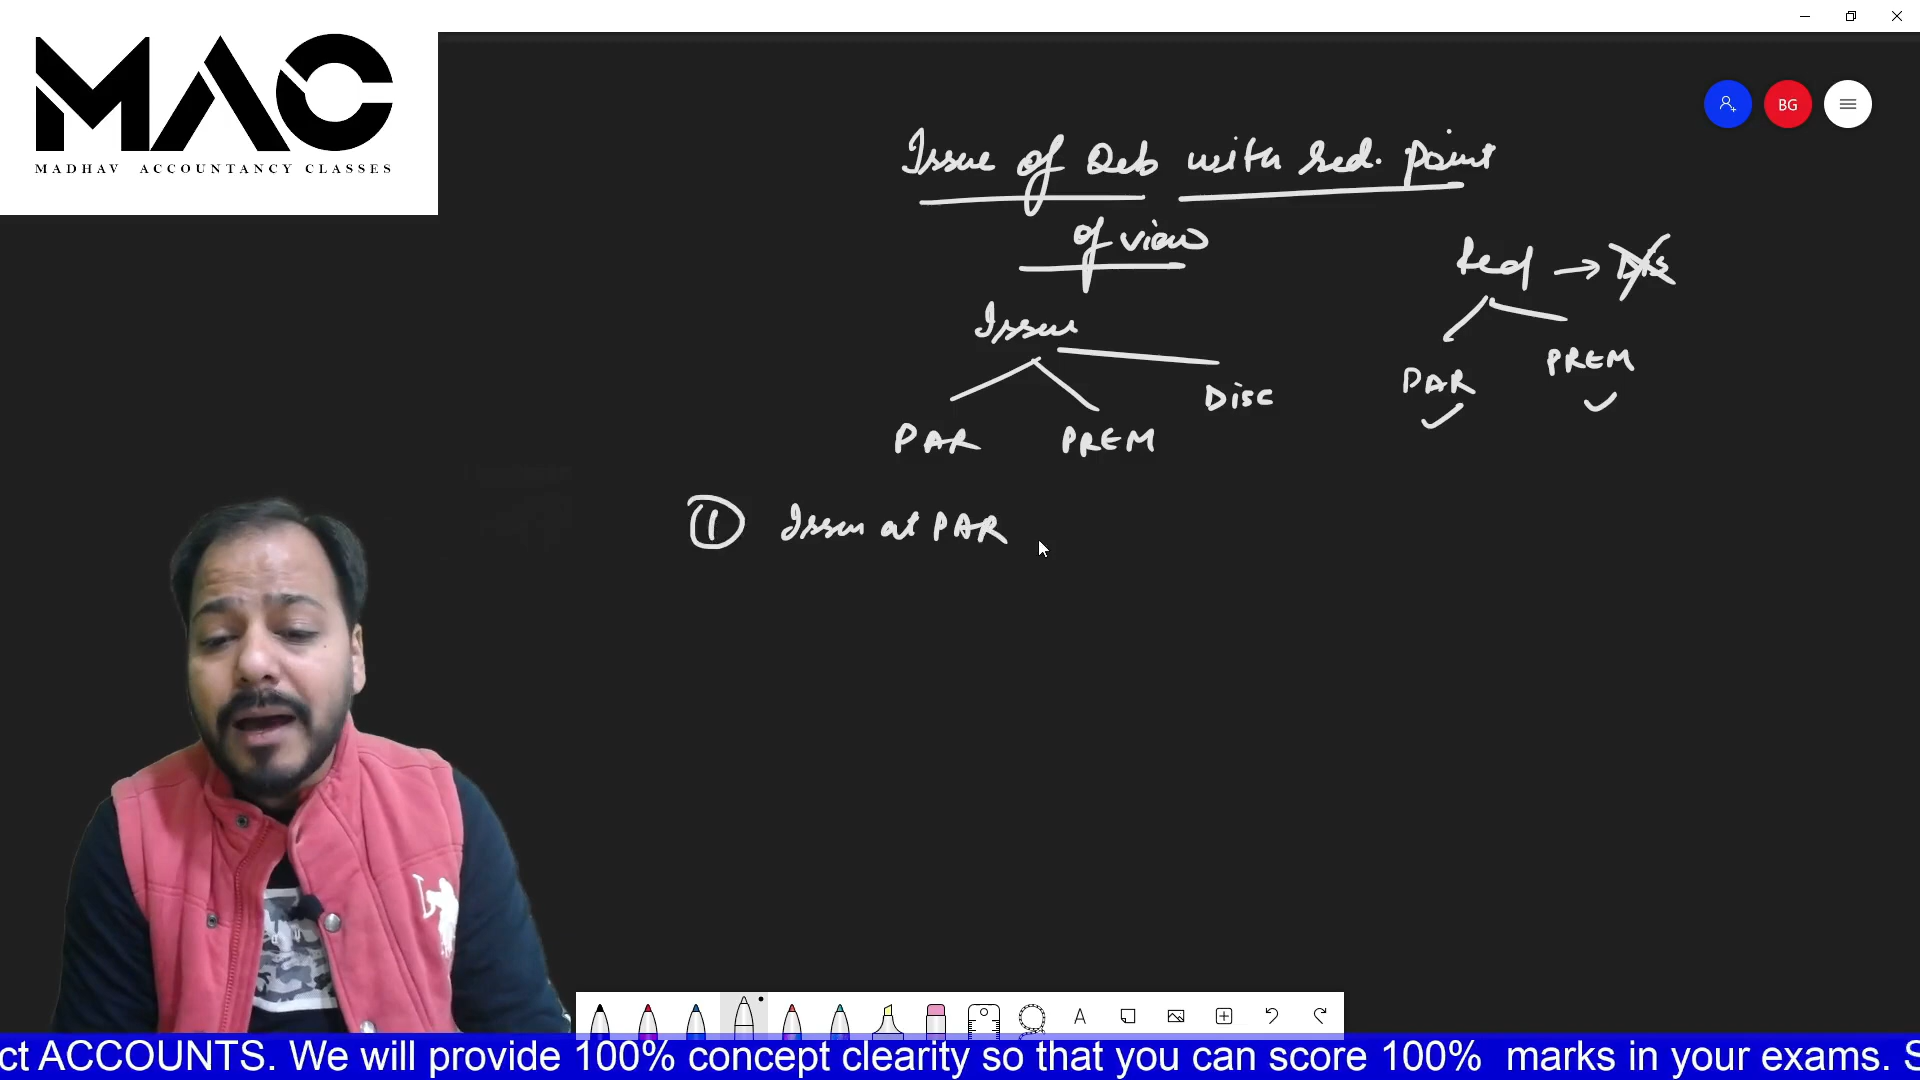 MAC
MADHAV ACCOUNTANCY CLASSES
BG
Issue of Deb with red. point
of view
Issue
PAR
PREM
Disc
Red → Dis
PAR
PREM
1 Issue at PAR
A
ct ACCOUNTS. We will provide 100% concept clearity so that you can score 100% marks in your exams. S